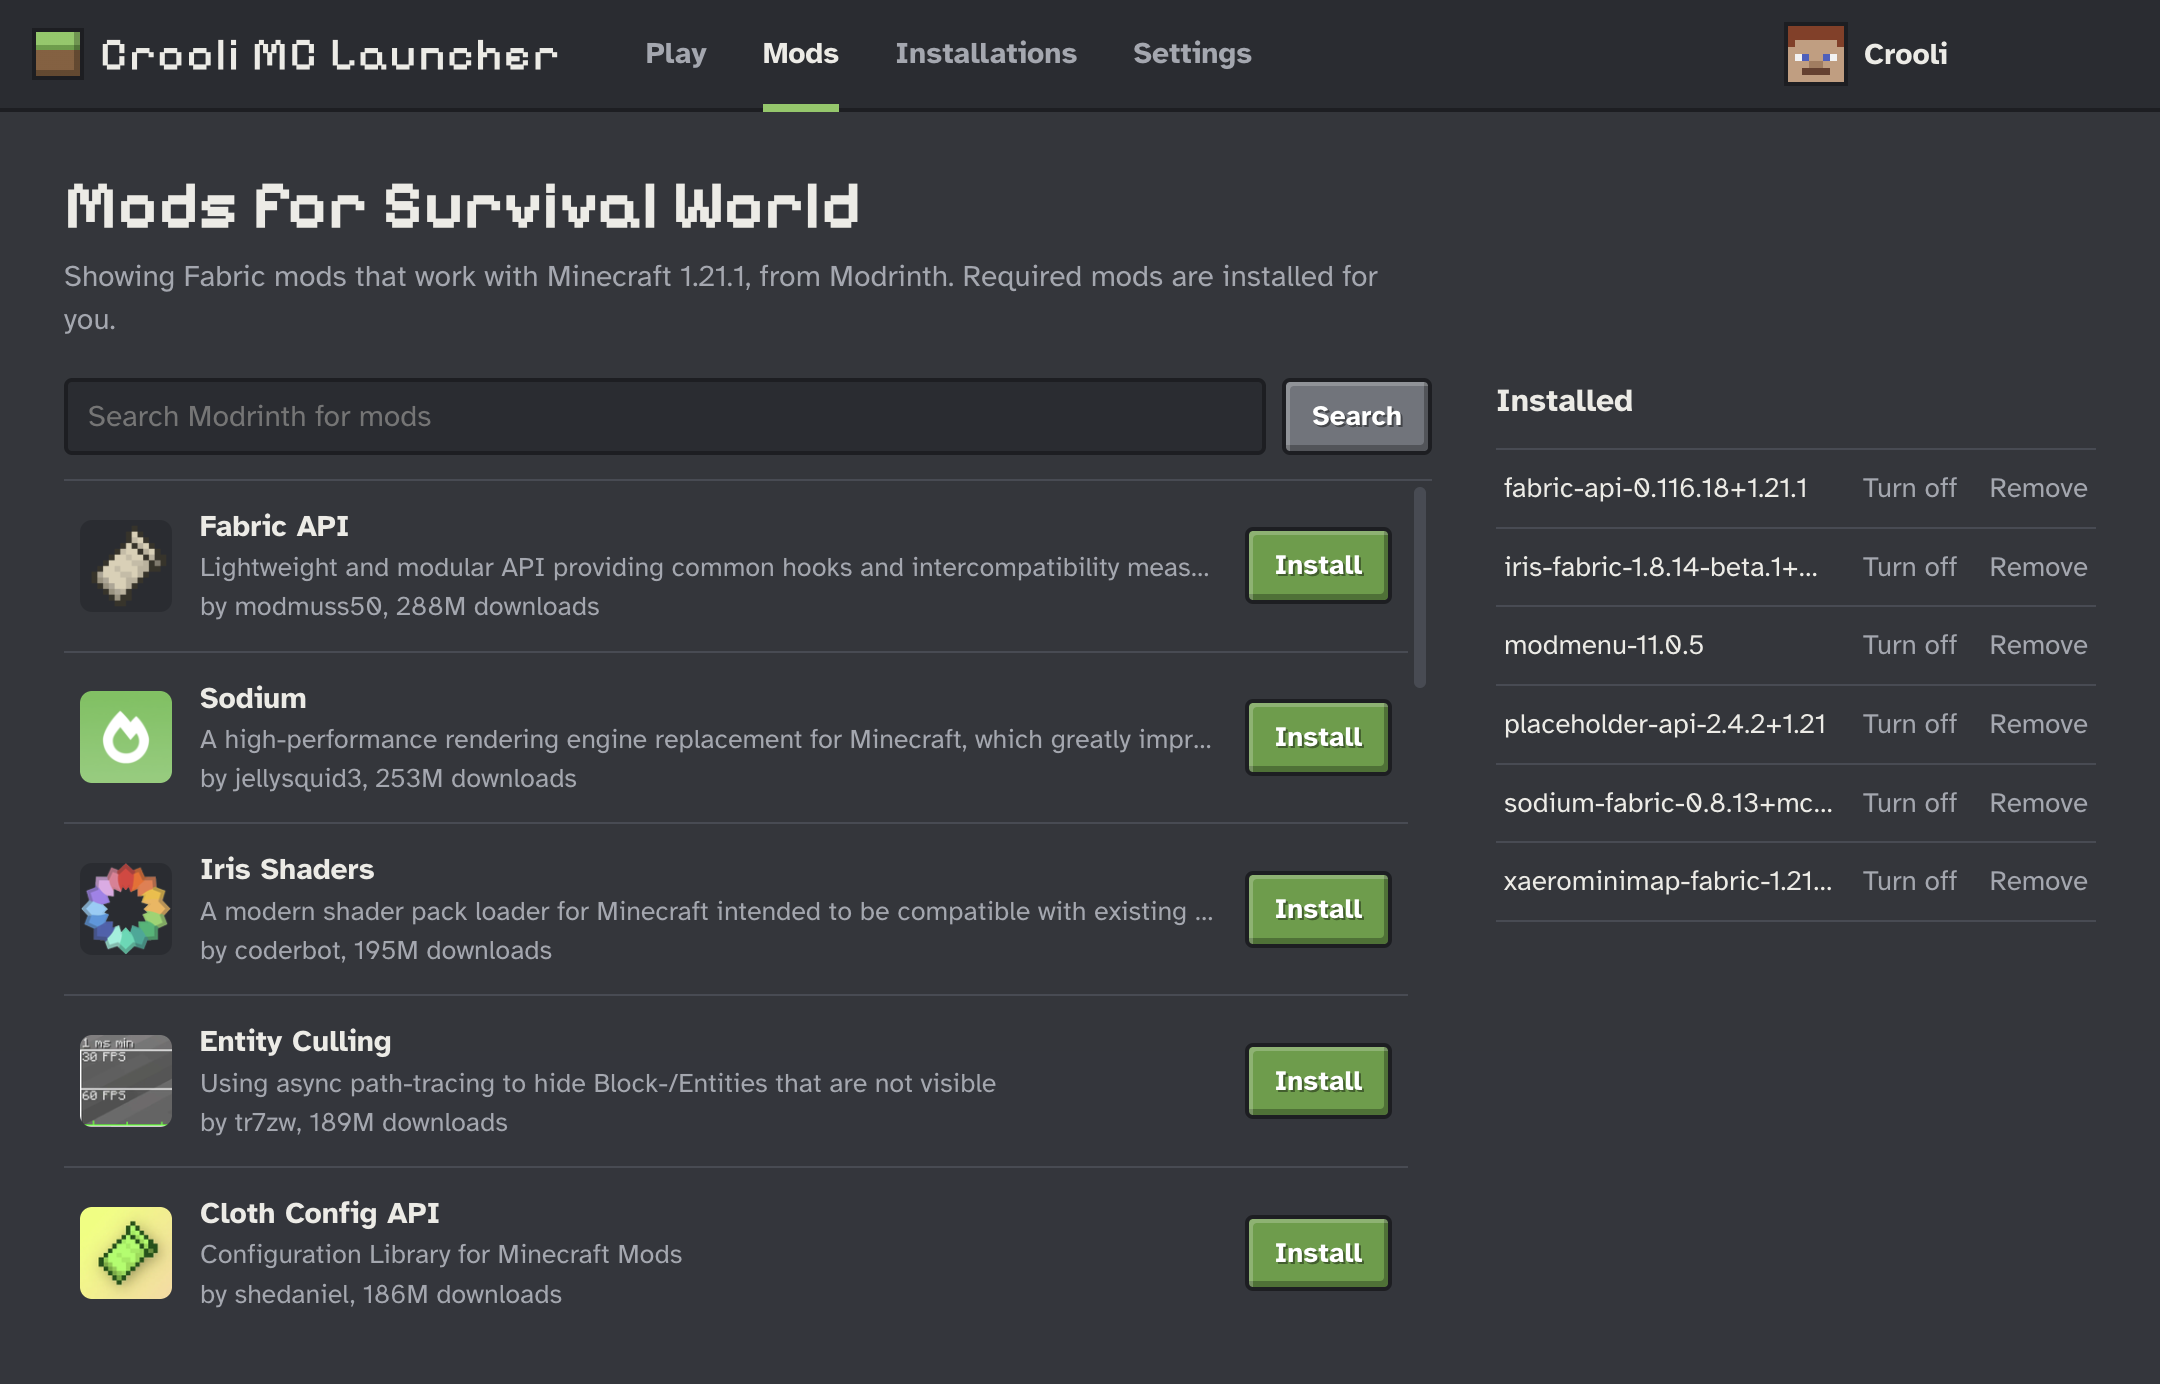 Crooli MC Launcher
Play
Mods
Installations
Settings
Crooli
Mods for Survival World
Showing Fabric mods that work with Minecraft 1.21.1, from Modrinth. Required mods are installed for
you.
Search Modrinth for mods
Search
Fabric API
Lightweight and modular API providing common hooks and intercompatibility meas...
by modmuss50, 288M downloads
Install
Sodium
A high-performance rendering engine replacement for Minecraft, which greatly impr...
by jellysquid3, 253M downloads
Install
Iris Shaders
A modern shader pack loader for Minecraft intended to be compatible with existing ...
by coderbot, 195M downloads
Install
1 ms min
30 FPS
60 FPS
Entity Culling
Using async path-tracing to hide Block-/Entities that are not visible
by tr7zw, 189M downloads
Install
Cloth Config API
Configuration Library for Minecraft Mods
by shedaniel, 186M downloads
Install
Installed
fabric-api-0.116.18+1.21.1 Turn off Remove
iris-fabric-1.8.14-beta.1+... Turn off Remove
modmenu-11.0.5 Turn off Remove
placeholder-api-2.4.2+1.21 Turn off Remove
sodium-fabric-0.8.13+mc... Turn off Remove
xaerominimap-fabric-1.21... Turn off Remove